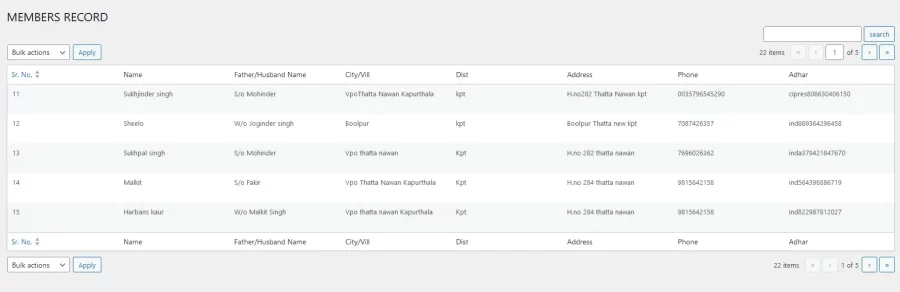 MEMBERS RECORD
search
Bulk actions Apply 22 items « ‹ 1 of 5 › »
Sr. No. Name Father/Husband Name City/Vill Dist Address Phone Adhar
11 Sukhjinder singh S/o Mohinder VpoThatta Nawan Kapurthala kpt H.no282 Thatta Nawan kpt 0035796545290 cipres808630406150
12 Sheelo W/o Joginder singh Boolpur kpt Boolpur Thatta new kpt 7087426357 ind869364296458
13 Sukhpal singh S/o Mohinder Vpo thatta nawan Kpt H.no 282 thatta nawan 7696026362 inda379421847670
14 Malkit S/o Fakir Vpo Thatta Nawan Kapurthala Kpt H.no 284 thatta nawan 9815642158 ind564396886719
15 Harbans kaur W/o Malkit Singh Vpo thatta nawan Kapurthala Kpt H.no 284 thatta nawan 9815642158 ind822987812027
Sr. No. Name Father/Husband Name City/Vill Dist Address Phone Adhar
Bulk actions Apply 22 items « ‹ 1 of 5 › »